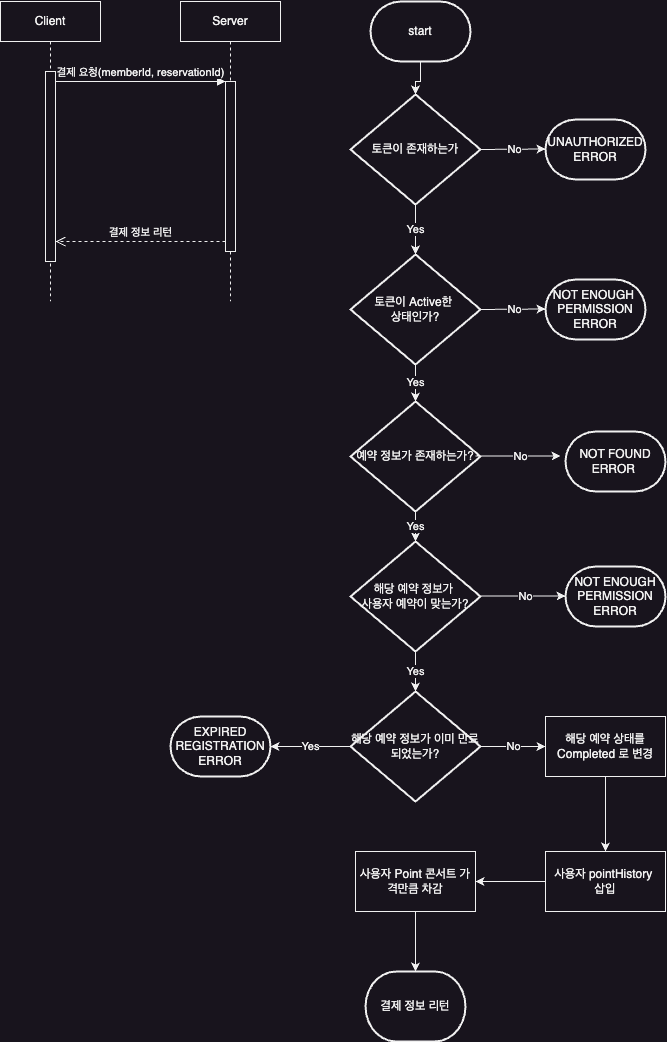 Client
Server
결제 요청(memberId, reservationId)
결제 정보 리턴
start
토큰이 존재하는가
No
UNAUTHORIZED
ERROR
Yes
토큰이 Active한
상태인가?
No
NOT ENOUGH
PERMISSION
ERROR
Yes
예약 정보가 존재하는가?
No
NOT FOUND
ERROR
Yes
해당 예약 정보가
사용자 예약이 맞는가?
No
NOT ENOUGH
PERMISSION
ERROR
Yes
해당 예약 정보가 이미 만료
되었는가?
Yes
EXPIRED
REGISTRATION
ERROR
No
해당 예약 상태를
Completed 로 변경
사용자 pointHistory
삽입
사용자 Point 콘서트 가
격만큼 차감
결제 정보 리턴